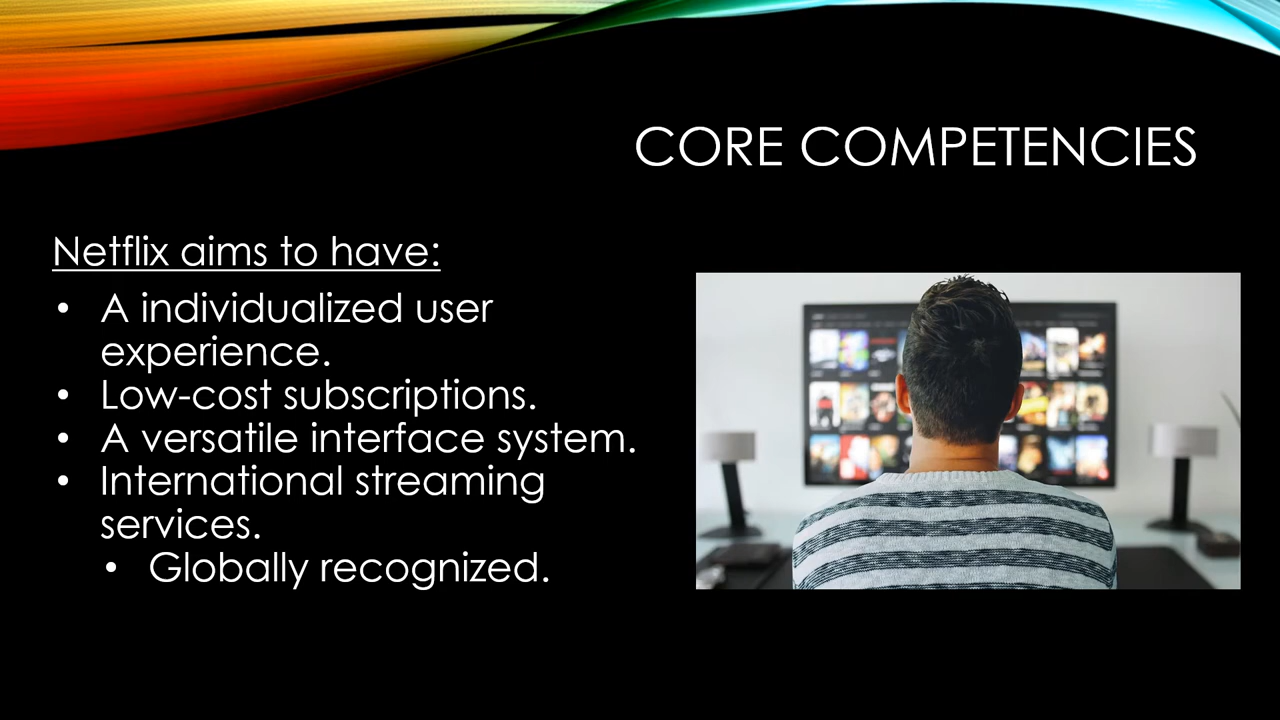 CORE COMPETENCIES
Netflix aims to have:
• A individualized user
experience.
• Low-cost subscriptions.
• A versatile interface system.
• International streaming
services.
• Globally recognized.